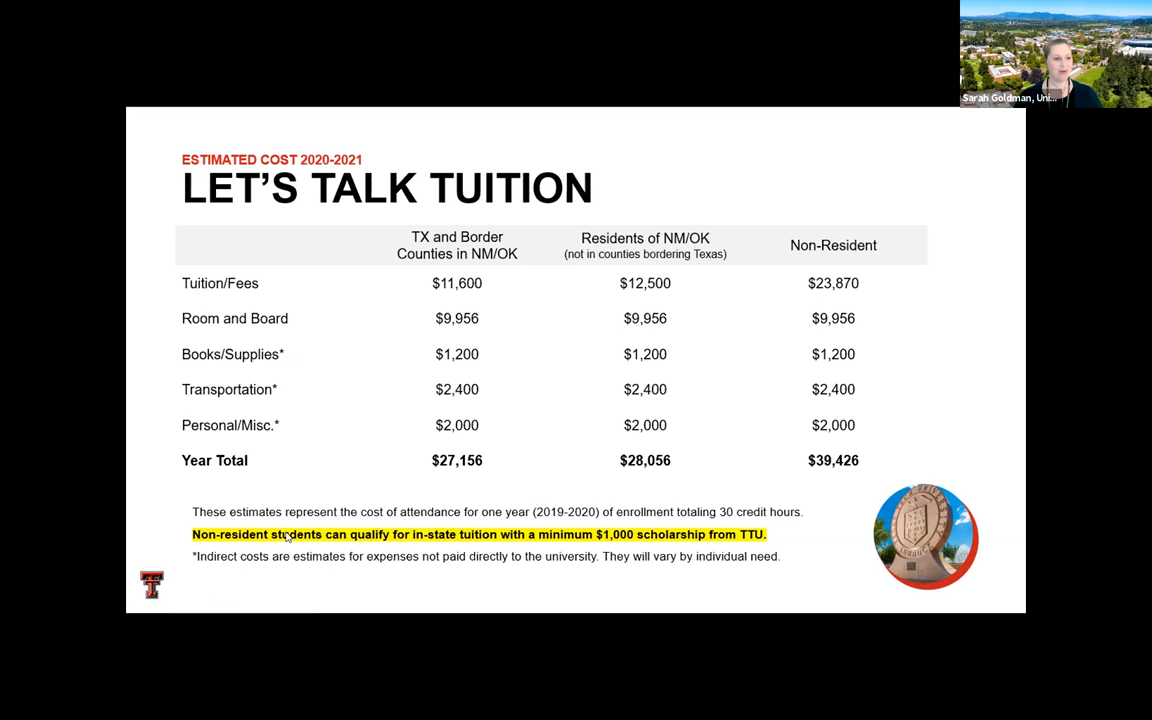 Sarah Goldman, Uni...
ESTIMATED COST 2020-2021
LET'S TALK TUITION
TX and Border Counties in NM/OK
Residents of NM/OK (not in counties bordering Texas)
Non-Resident
Tuition/Fees $11,600 $12,500 $23,870
Room and Board $9,956 $9,956 $9,956
Books/Supplies* $1,200 $1,200 $1,200
Transportation* $2,400 $2,400 $2,400
Personal/Misc.* $2,000 $2,000 $2,000
Year Total $27,156 $28,056 $39,426
These estimates represent the cost of attendance for one year (2019-2020) of enrollment totaling 30 credit hours.
Non-resident students can qualify for in-state tuition with a minimum $1,000 scholarship from TTU.
*Indirect costs are estimates for expenses not paid directly to the university. They will vary by individual need.